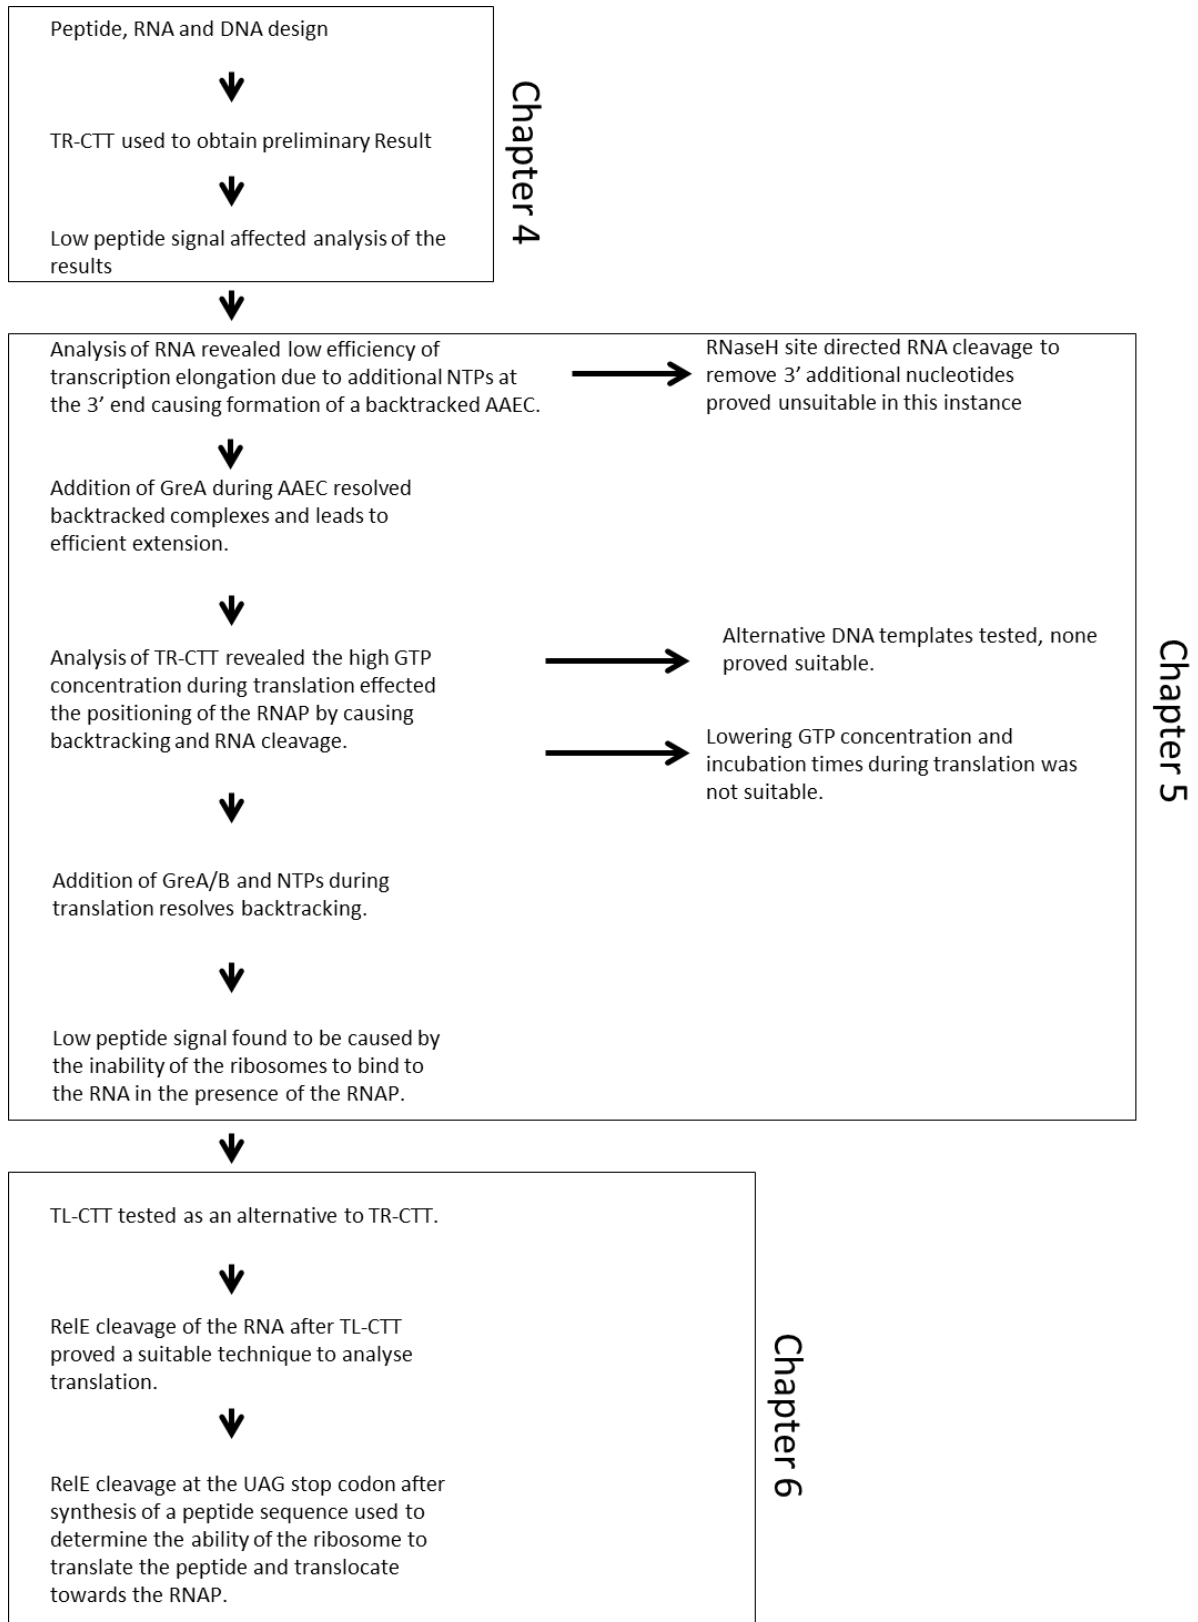 Peptide, RNA and DNA design
TR-CTT used to obtain preliminary Result
Low peptide signal affected analysis of the
results
Chapter 4
Analysis of RNA revealed low efficiency of
transcription elongation due to additional NTPs at
the 3’ end causing formation of a backtracked AAEC.
RNaseH site directed RNA cleavage to
remove 3’ additional nucleotides
proved unsuitable in this instance
Addition of GreA during AAEC resolved
backtracked complexes and leads to
efficient extension.
Analysis of TR-CTT revealed the high GTP
concentration during translation effected
the positioning of the RNAP by causing
backtracking and RNA cleavage.
Alternative DNA templates tested, none
proved suitable.
Lowering GTP concentration and
incubation times during translation was
not suitable.
Addition of GreA/B and NTPs during
translation resolves backtracking.
Low peptide signal found to be caused by
the inability of the ribosomes to bind to
the RNA in the presence of the RNAP.
Chapter 5
TL-CTT tested as an alternative to TR-CTT.
RelE cleavage of the RNA after TL-CTT
proved a suitable technique to analyse
translation.
RelE cleavage at the UAG stop codon after
synthesis of a peptide sequence used to
determine the ability of the ribosome to
translate the peptide and translocate
towards the RNAP.
Chapter 6